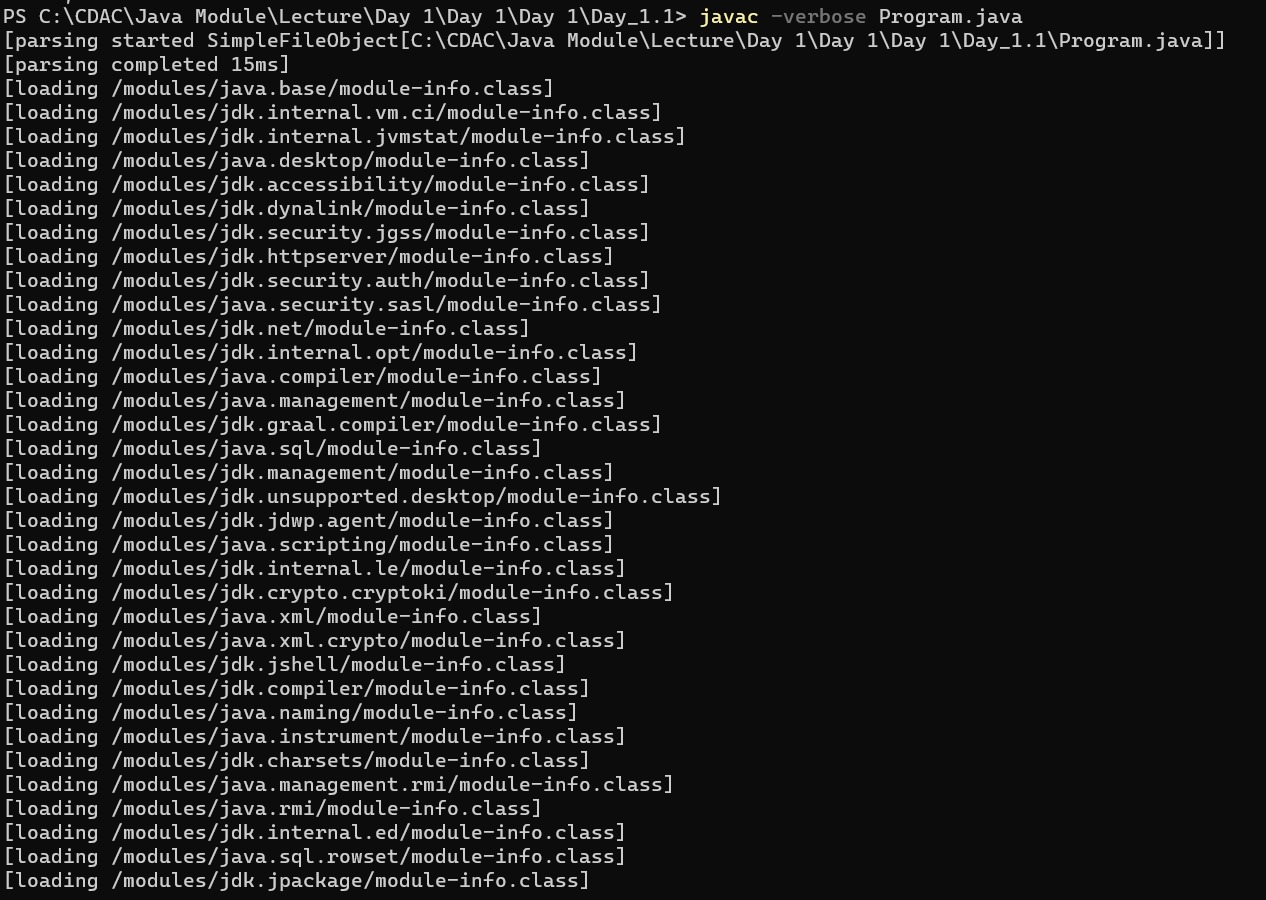 PS C:\CDAC\Java Module\Lecture\Day 1\Day 1\Day 1\Day_1.1> javac -verbose Program.java
[parsing started SimpleFileObject[C:\CDAC\Java Module\Lecture\Day 1\Day 1\Day 1\Day_1.1\Program.java]]
[parsing completed 15ms]
[loading /modules/java.base/module-info.class]
[loading /modules/jdk.internal.vm.ci/module-info.class]
[loading /modules/jdk.internal.jvmstat/module-info.class]
[loading /modules/java.desktop/module-info.class]
[loading /modules/jdk.accessibility/module-info.class]
[loading /modules/jdk.dynalink/module-info.class]
[loading /modules/jdk.security.jgss/module-info.class]
[loading /modules/jdk.httpserver/module-info.class]
[loading /modules/jdk.security.auth/module-info.class]
[loading /modules/java.security.sasl/module-info.class]
[loading /modules/jdk.net/module-info.class]
[loading /modules/jdk.internal.opt/module-info.class]
[loading /modules/java.compiler/module-info.class]
[loading /modules/java.management/module-info.class]
[loading /modules/jdk.graal.compiler/module-info.class]
[loading /modules/java.sql/module-info.class]
[loading /modules/jdk.management/module-info.class]
[loading /modules/jdk.unsupported.desktop/module-info.class]
[loading /modules/jdk.jdwp.agent/module-info.class]
[loading /modules/java.scripting/module-info.class]
[loading /modules/jdk.internal.le/module-info.class]
[loading /modules/jdk.crypto.cryptoki/module-info.class]
[loading /modules/java.xml/module-info.class]
[loading /modules/java.xml.crypto/module-info.class]
[loading /modules/jdk.jshell/module-info.class]
[loading /modules/jdk.compiler/module-info.class]
[loading /modules/java.naming/module-info.class]
[loading /modules/java.instrument/module-info.class]
[loading /modules/jdk.charsets/module-info.class]
[loading /modules/java.management.rmi/module-info.class]
[loading /modules/java.rmi/module-info.class]
[loading /modules/jdk.internal.ed/module-info.class]
[loading /modules/java.sql.rowset/module-info.class]
[loading /modules/jdk.jpackage/module-info.class]